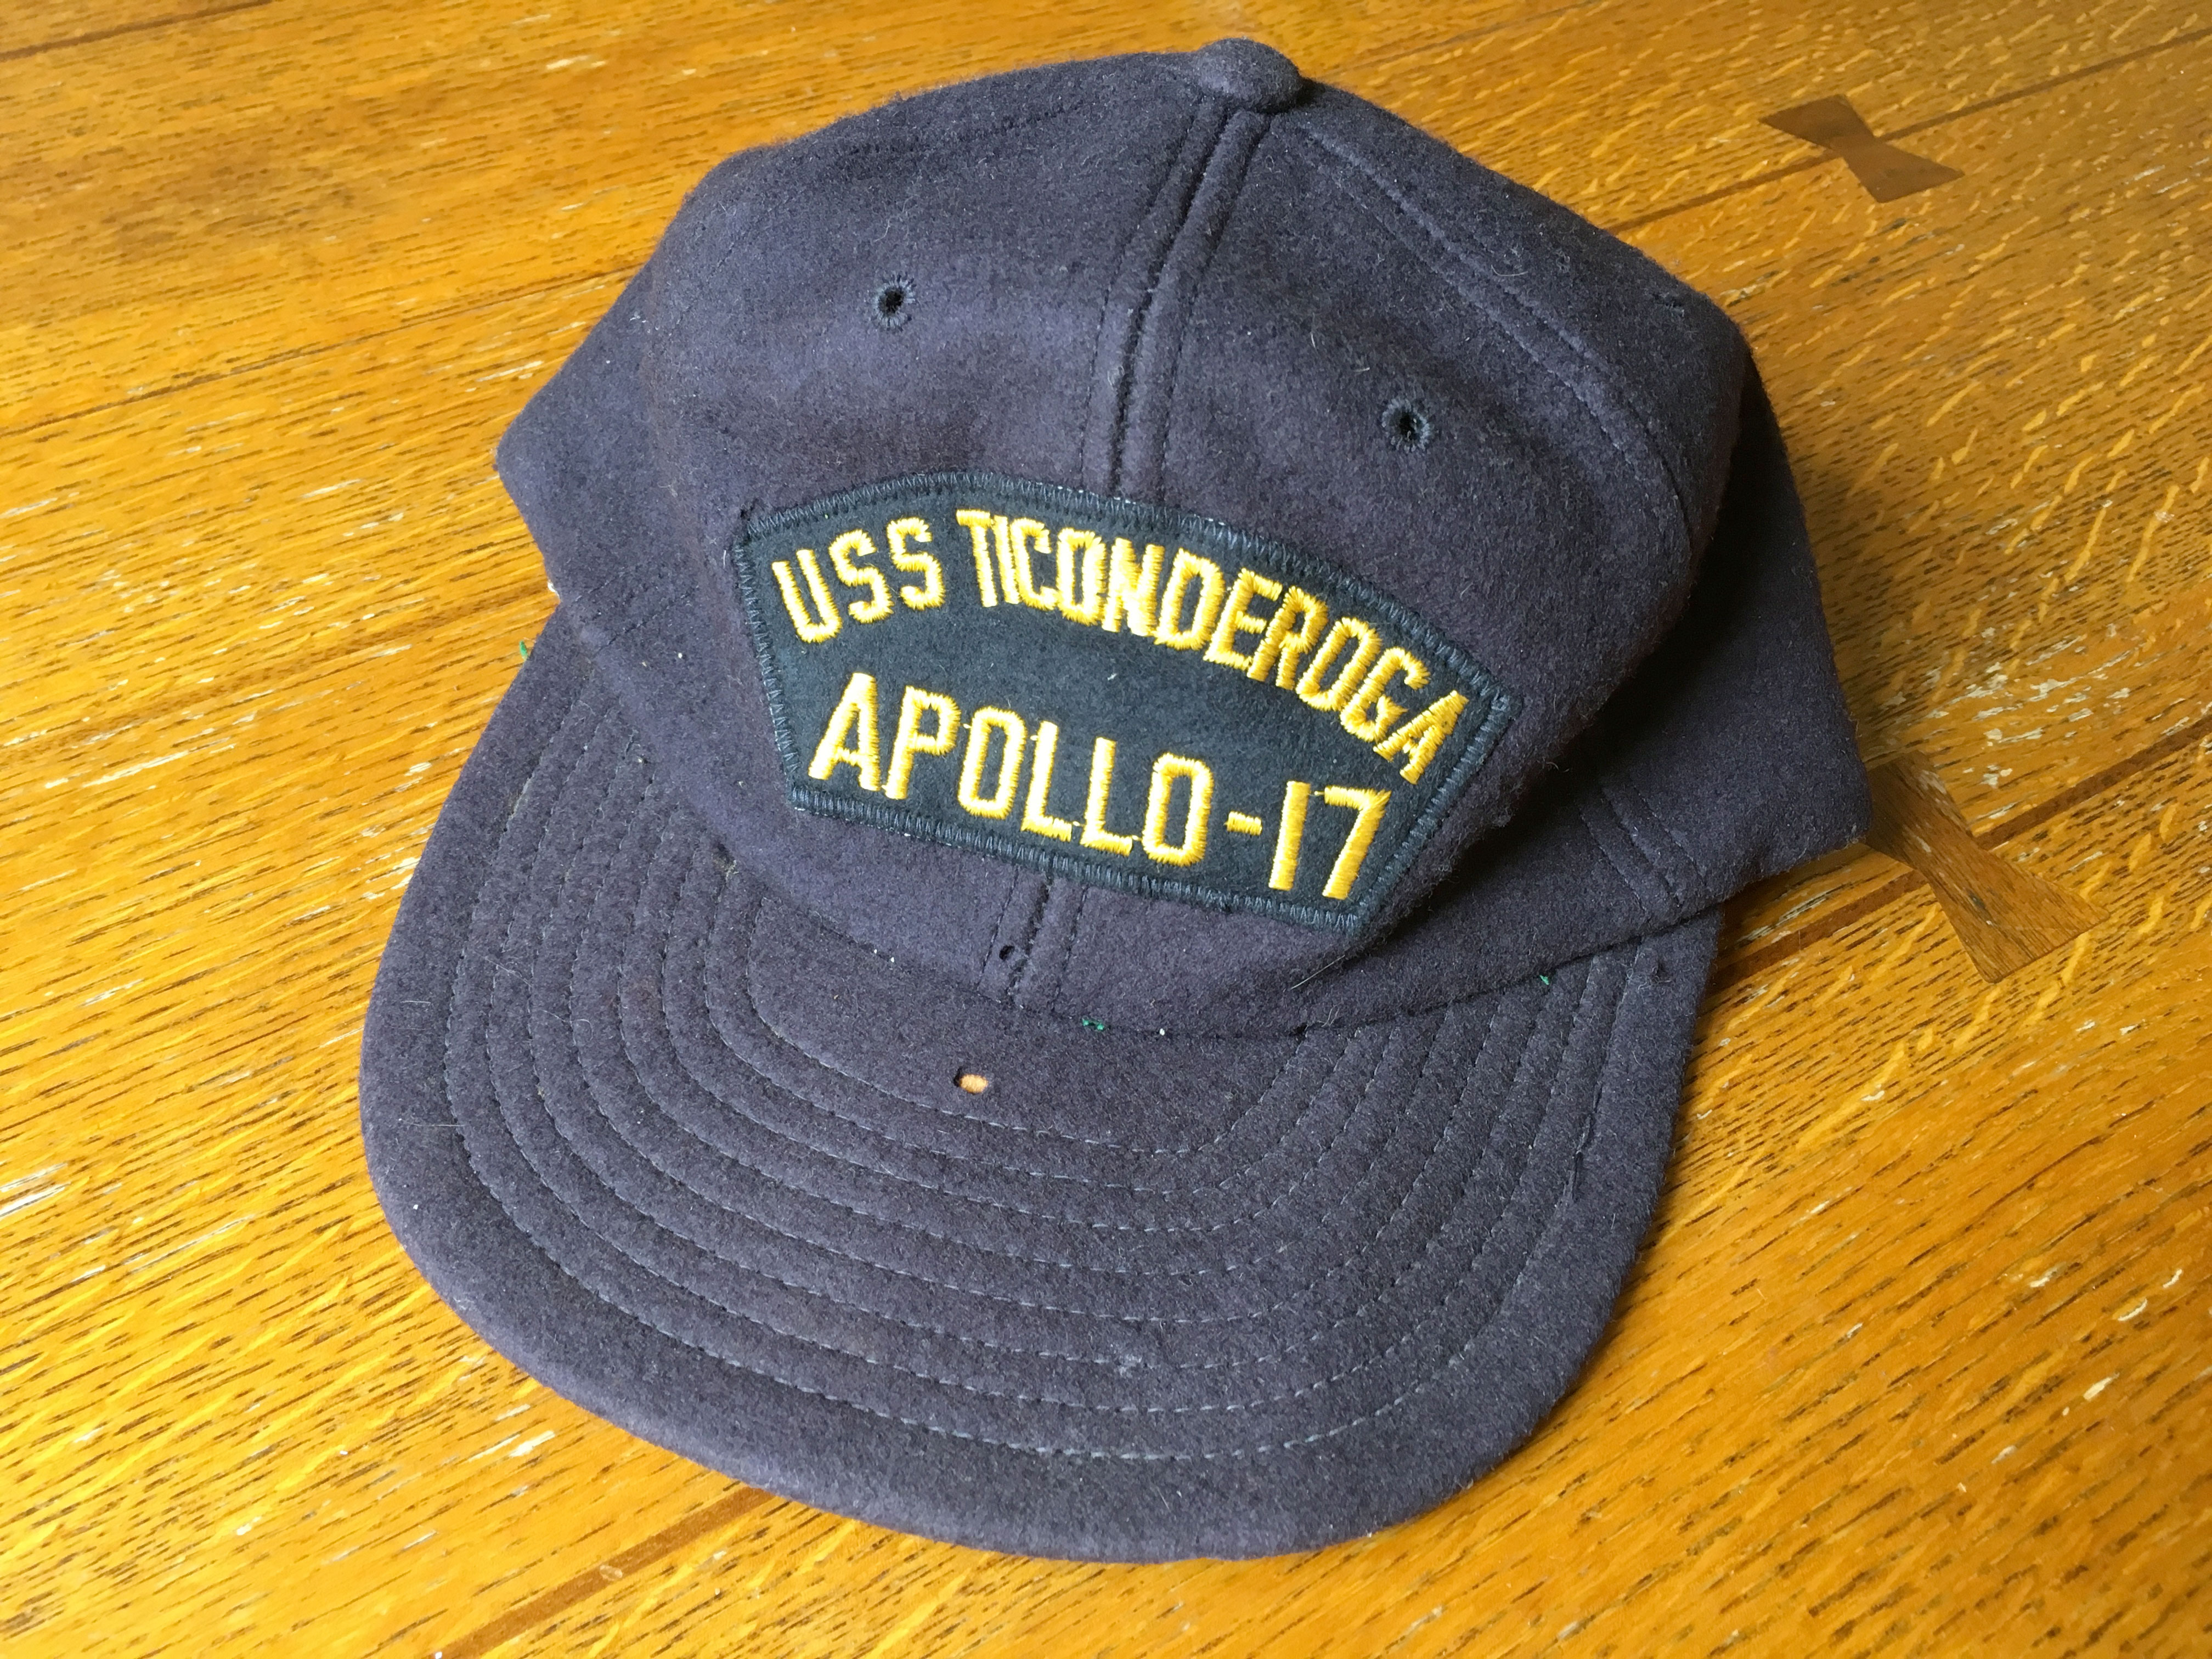 USS TICONDEROGA
APOLLO-17